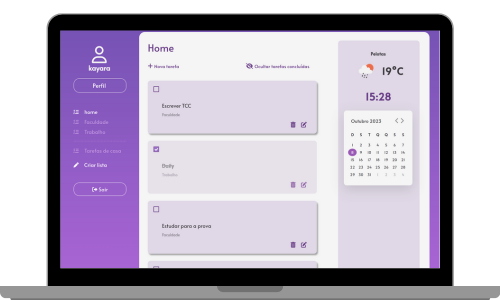 kayara
Perfil
home
Faculdade
Trabalho
Tarefas de casa
Criar lista
Sair
Home
+ Nova tarefa
Ocultar tarefas concluídas
Escrever TCC
Faculdade
Daily
Trabalho
Estudar para a prova
Faculdade
Pelotas
19°C
15:28
Outubro 2023
D S T Q Q S S
1 2 3 4 5 6 7
8 9 10 11 12 13 14
15 16 17 18 19 20 21
22 23 24 25 26 27 28
29 30 31 1 2 3 4